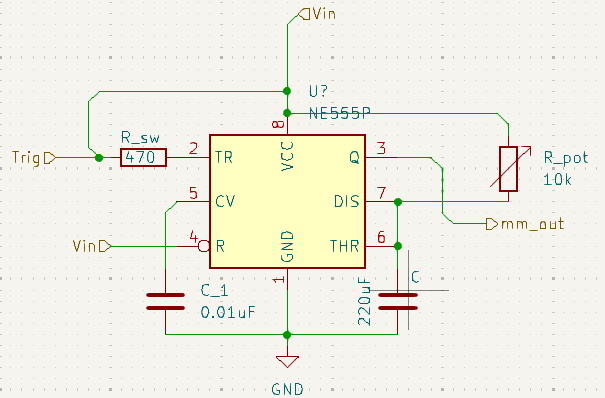 Vin
U?
NE555P
8
R_sw
Trig
470
2
TR
VCC
Q
3
R_pot
10k
5
CV
DIS
7
mm_out
Vin
4
R
GND
THR
6
1
C_1
0.01uF
220uF
C
GND